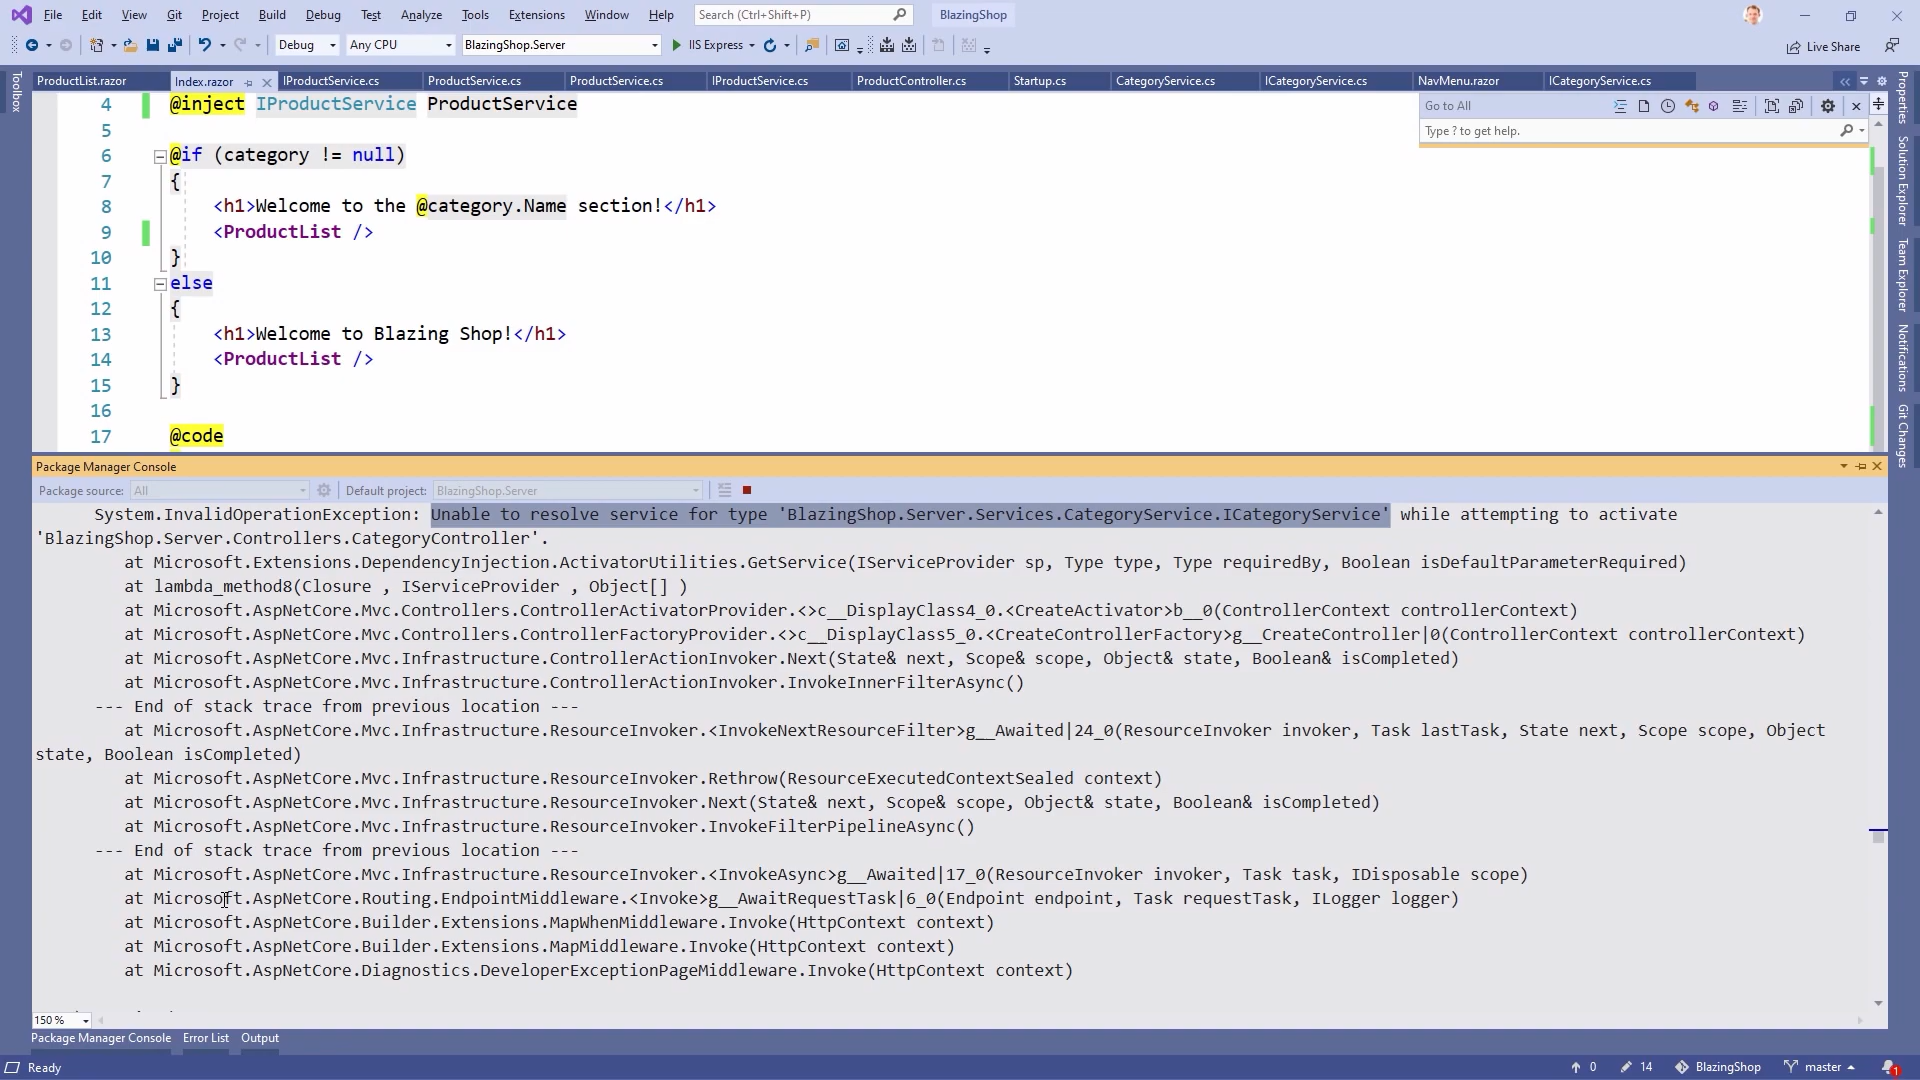 File Edit View Git Project Build Debug Test Analyze Tools Extensions Window Help Search (Ctrl+Shift+P) BlazingShop
Debug Any CPU BlazingShop.Server IIS Express Live Share
ProductList.razor Index.razor IProductService.cs ProductService.cs ProductService.cs IProductService.cs ProductController.cs Startup.cs CategoryService.cs ICategoryService.cs NavMenu.razor ICategoryService.cs
Toolbox
Properties
Solution Explorer
Team Explorer
Notifications
Git Changes
Go to All
Type ? to get help.
4 @inject IProductService ProductService
5
6 @if (category != null)
7 {
8 <h1>Welcome to the @category.Name section!</h1>
9 <ProductList />
10 }
11 else
12 {
13 <h1>Welcome to Blazing Shop!</h1>
14 <ProductList />
15 }
16
17 @code
Package Manager Console
Package source: All Default project: BlazingShop.Server
System.InvalidOperationException: Unable to resolve service for type 'BlazingShop.Server.Services.CategoryService.ICategoryService' while attempting to activate
'BlazingShop.Server.Controllers.CategoryController'.
at Microsoft.Extensions.DependencyInjection.ActivatorUtilities.GetService(IServiceProvider sp, Type type, Type requiredBy, Boolean isDefaultParameterRequired)
at lambda_method8(Closure , IServiceProvider , Object[] )
at Microsoft.AspNetCore.Mvc.Controllers.ControllerActivatorProvider.<>c__DisplayClass4_0.<CreateActivator>b__0(ControllerContext controllerContext)
at Microsoft.AspNetCore.Mvc.Controllers.ControllerFactoryProvider.<>c__DisplayClass5_0.<CreateControllerFactory>g__CreateController|0(ControllerContext controllerContext)
at Microsoft.AspNetCore.Mvc.Infrastructure.ControllerActionInvoker.Next(State& next, Scope& scope, Object& state, Boolean& isCompleted)
at Microsoft.AspNetCore.Mvc.Infrastructure.ControllerActionInvoker.InvokeInnerFilterAsync()
--- End of stack trace from previous location ---
at Microsoft.AspNetCore.Mvc.Infrastructure.ResourceInvoker.<InvokeNextResourceFilter>g__Awaited|24_0(ResourceInvoker invoker, Task lastTask, State next, Scope scope, Object
state, Boolean isCompleted)
at Microsoft.AspNetCore.Mvc.Infrastructure.ResourceInvoker.Rethrow(ResourceExecutedContextSealed context)
at Microsoft.AspNetCore.Mvc.Infrastructure.ResourceInvoker.Next(State& next, Scope& scope, Object& state, Boolean& isCompleted)
at Microsoft.AspNetCore.Mvc.Infrastructure.ResourceInvoker.InvokeFilterPipelineAsync()
--- End of stack trace from previous location ---
at Microsoft.AspNetCore.Mvc.Infrastructure.ResourceInvoker.<InvokeAsync>g__Awaited|17_0(ResourceInvoker invoker, Task task, IDisposable scope)
at Microsoft.AspNetCore.Routing.EndpointMiddleware.<Invoke>g__AwaitRequestTask|6_0(Endpoint endpoint, Task requestTask, ILogger logger)
at Microsoft.AspNetCore.Builder.Extensions.MapWhenMiddleware.Invoke(HttpContext context)
at Microsoft.AspNetCore.Builder.Extensions.MapMiddleware.Invoke(HttpContext context)
at Microsoft.AspNetCore.Diagnostics.DeveloperExceptionPageMiddleware.Invoke(HttpContext context)
150 %
Package Manager Console Error List Output
Ready 0 14 BlazingShop master 1